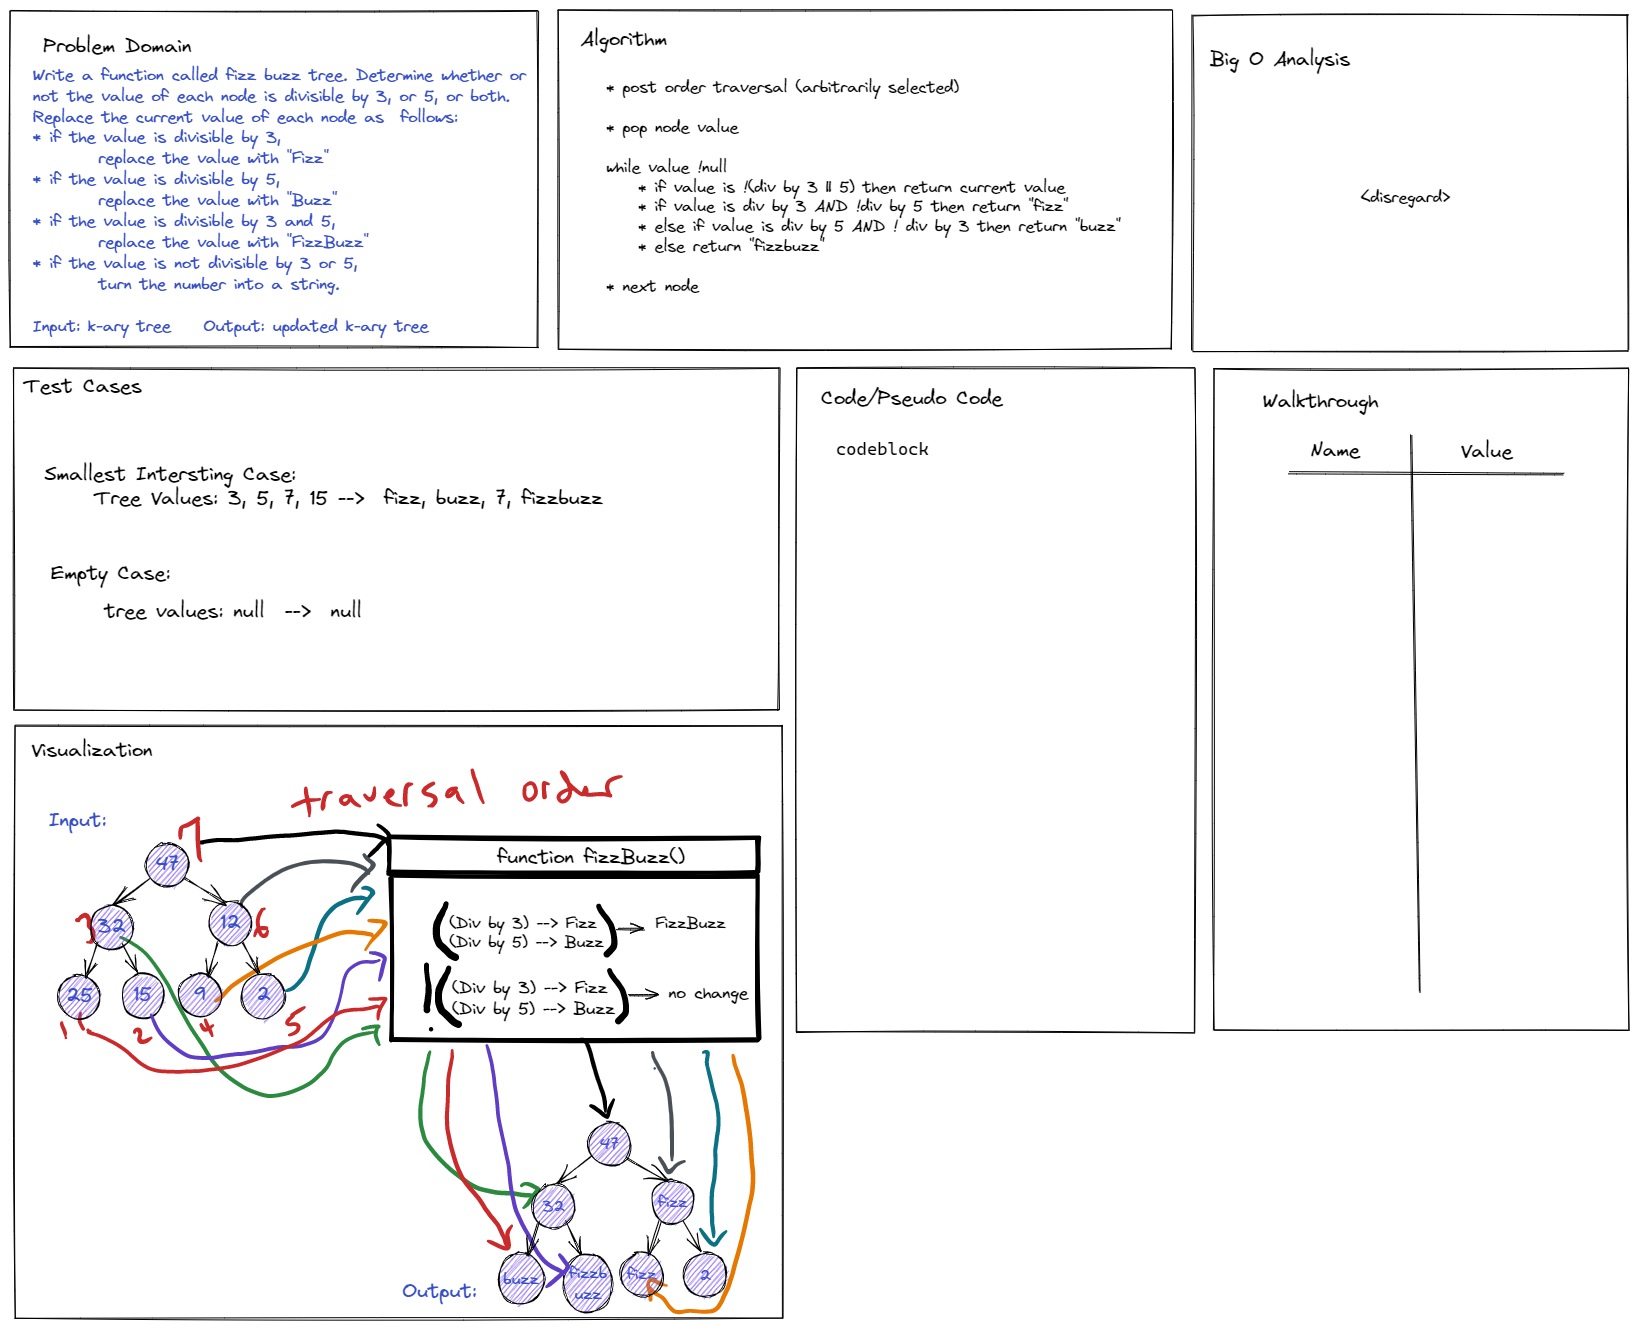 Problem Domain
Write a function called fizz buzz tree. Determine whether or
not the value of each node is divisible by 3, or 5, or both.
Replace the current value of each node as follows:
* if the value is divisible by 3,
replace the value with "Fizz"
* if the value is divisible by 5,
replace the value with "Buzz"
* if the value is divisible by 3 and 5,
replace the value with "FizzBuzz"
* if the value is not divisible by 3 or 5,
turn the number into a string.
Input: k-ary tree Output: updated k-ary tree
Algorithm
* post order traversal (arbitrarily selected)
* pop node value
while value !null
* if value is !(div by 3 || 5) then return current value
* if value is div by 3 AND !div by 5 then return "fizz"
* else if value is div by 5 AND ! div by 3 then return "buzz"
* else return "fizzbuzz"
* next node
Big O Analysis
<disregard>
Test Cases
Smallest Intersting Case:
Tree Values: 3, 5, 7, 15 --> fizz, buzz, 7, fizzbuzz
Empty Case:
tree values: null --> null
Code/Pseudo Code
codeblock
Walkthrough
Name Value
Visualization
traversal order
Input:
7
47
3 32 12 6
25 15 9 2
1 2 4 5
function fizzBuzz()
(Div by 3) --> Fizz
(Div by 5) --> Buzz
FizzBuzz
!
(Div by 3) --> Fizz
(Div by 5) --> Buzz
no change
47
32 fizz
buzz fizzb fizz 2
uzz
Output: